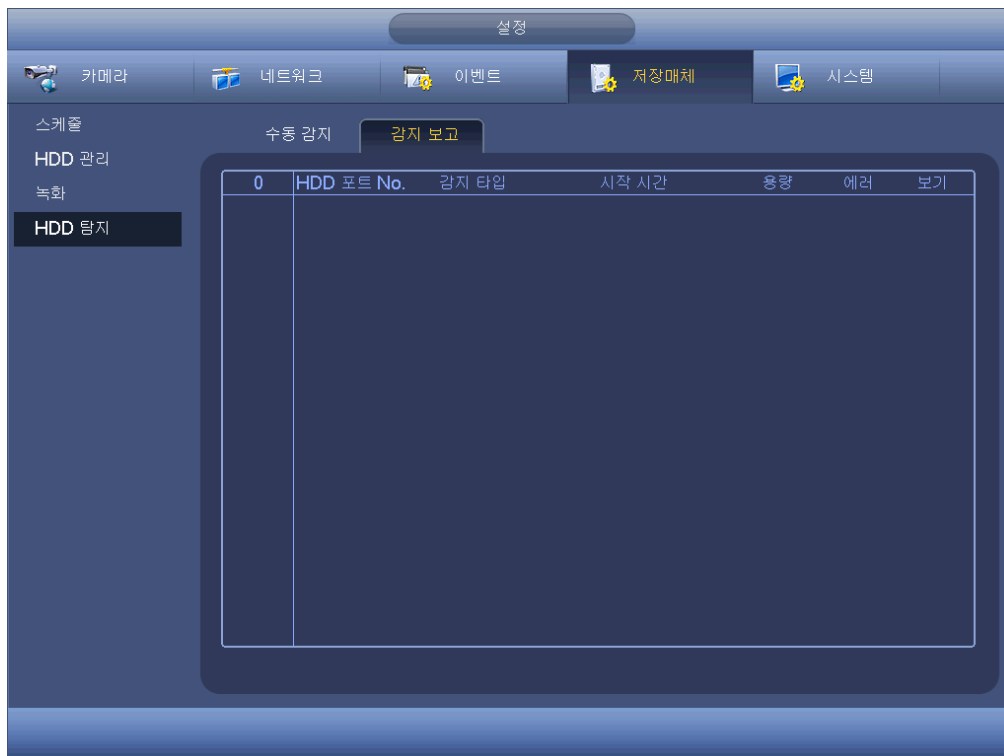 설정
카메라 네트워크 이벤트 저장매체 시스템
스케줄
HDD 관리
녹화
HDD 탐지
수동 감지 감지 보고
0 HDD 포트 No. 감지 타입 시작 시간 용량 에러 보기